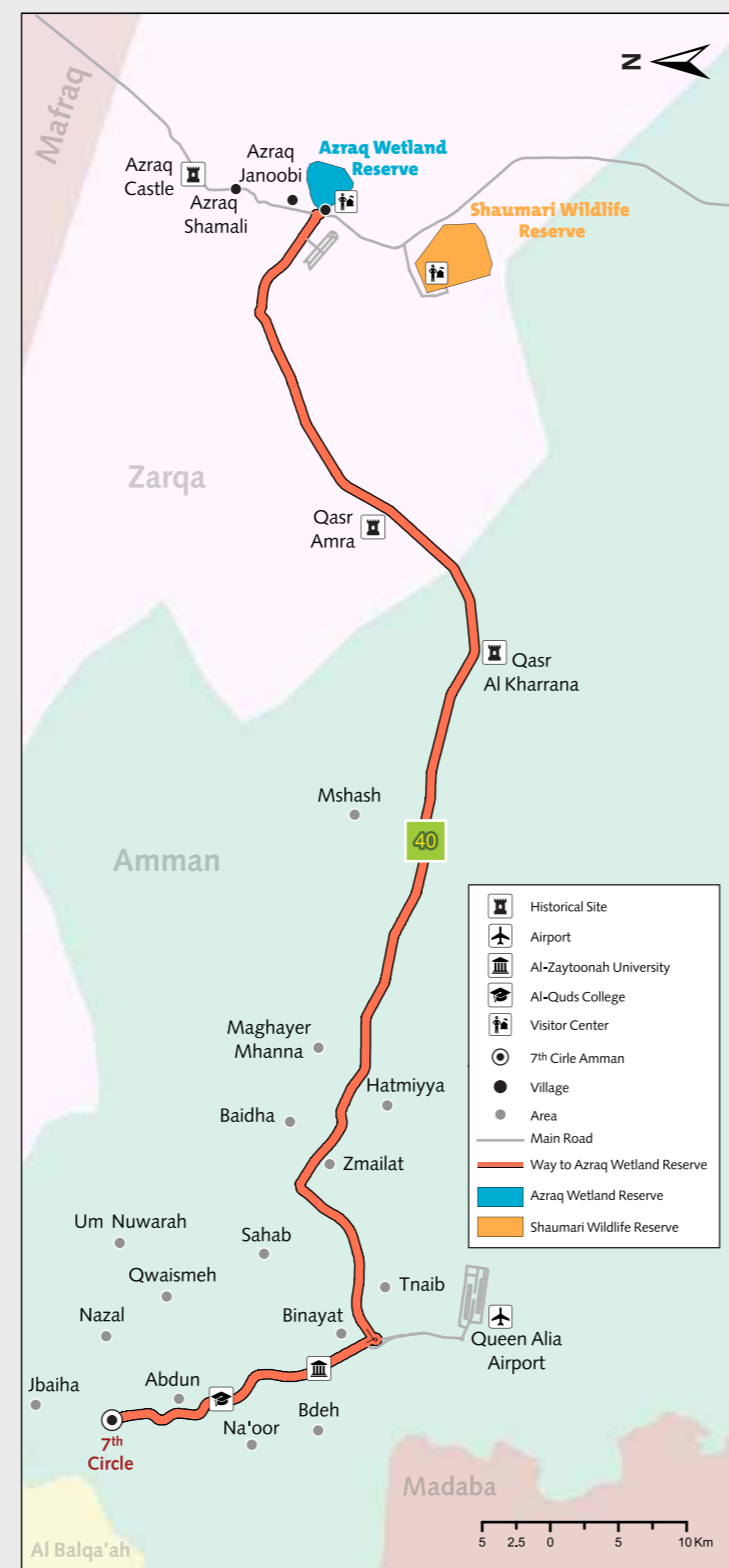 N
Mafraq
Azraq
Castle
Azraq
Janoobi
Azraq
Shamali
Azraq Wetland
Reserve
Shaumari Wildlife
Reserve
Zarqa
Qasr
Amra
Qasr
Al Kharrana
Mshash
40
Amman
Historical Site
Airport
Al-Zaytoonah University
Al-Quds College
Visitor Center
7th Cirle Amman
Village
Area
Main Road
Way to Azraq Wetland Reserve
Azraq Wetland Reserve
Shaumari Wildlife Reserve
Maghayer
Mhanna
Hatmiyya
Baidha
Zmailat
Um Nuwarah
Sahab
Qwaismeh
Tnaib
Nazal
Binayat
Queen Alia
Airport
Jbaiha
Abdun
Bdeh
Na'oor
7th
Circle
Madaba
Al Balqa'ah
5 2.5 0 5 10 Km